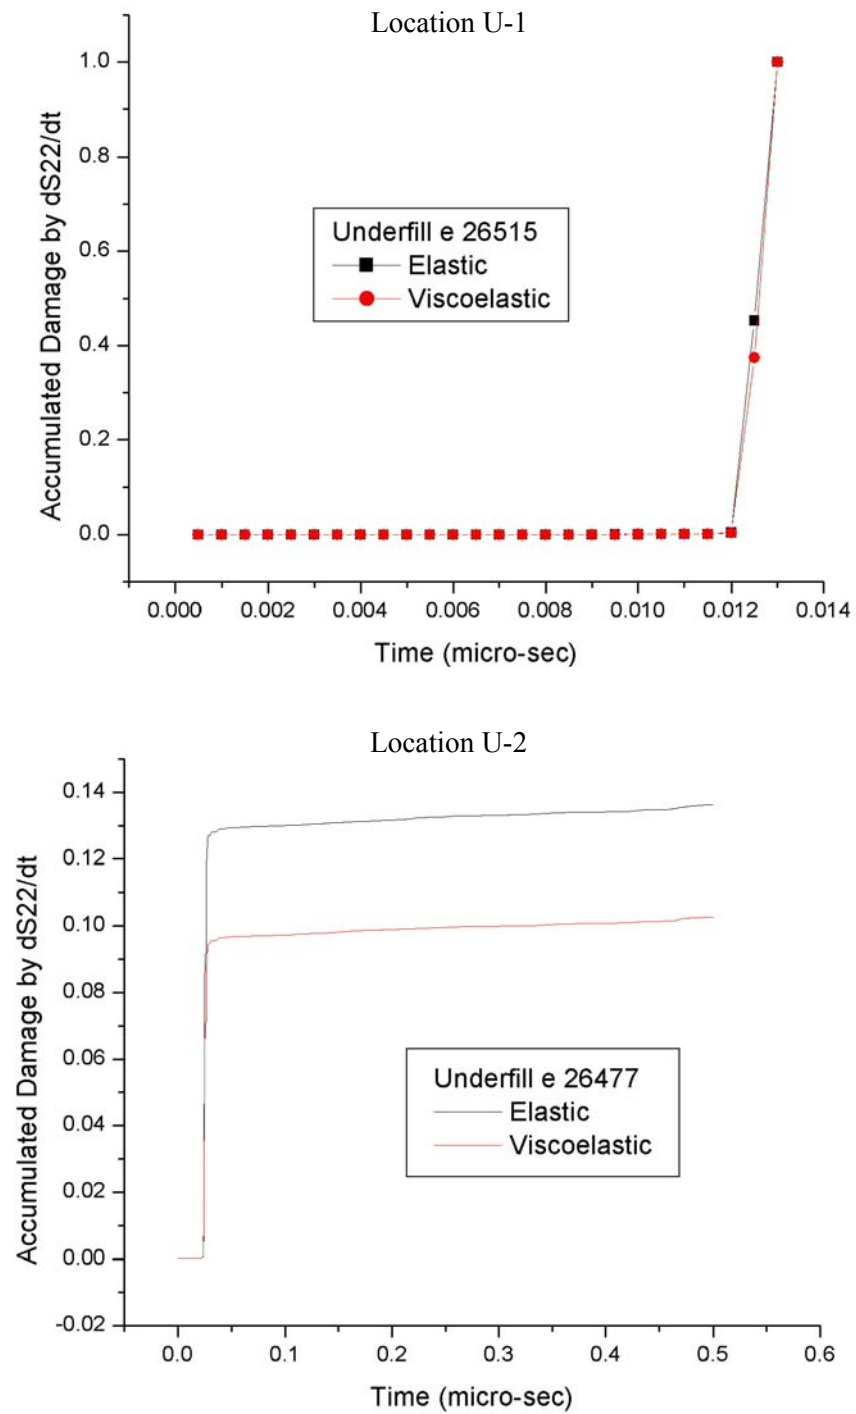 Location U-1
Accumulated Damage by dS22/dt
1.0
0.8
0.6
0.4
0.2
0.0
Underfill e 26515
Elastic
Viscoelastic
0.000 0.002 0.004 0.006 0.008 0.010 0.012 0.014
Time (micro-sec)
Location U-2
Accumulated Damage by dS22/dt
0.14
0.12
0.10
0.08
0.06
0.04
0.02
0.00
-0.02
Underfill e 26477
Elastic
Viscoelastic
0.0 0.1 0.2 0.3 0.4 0.5 0.6
Time (micro-sec)